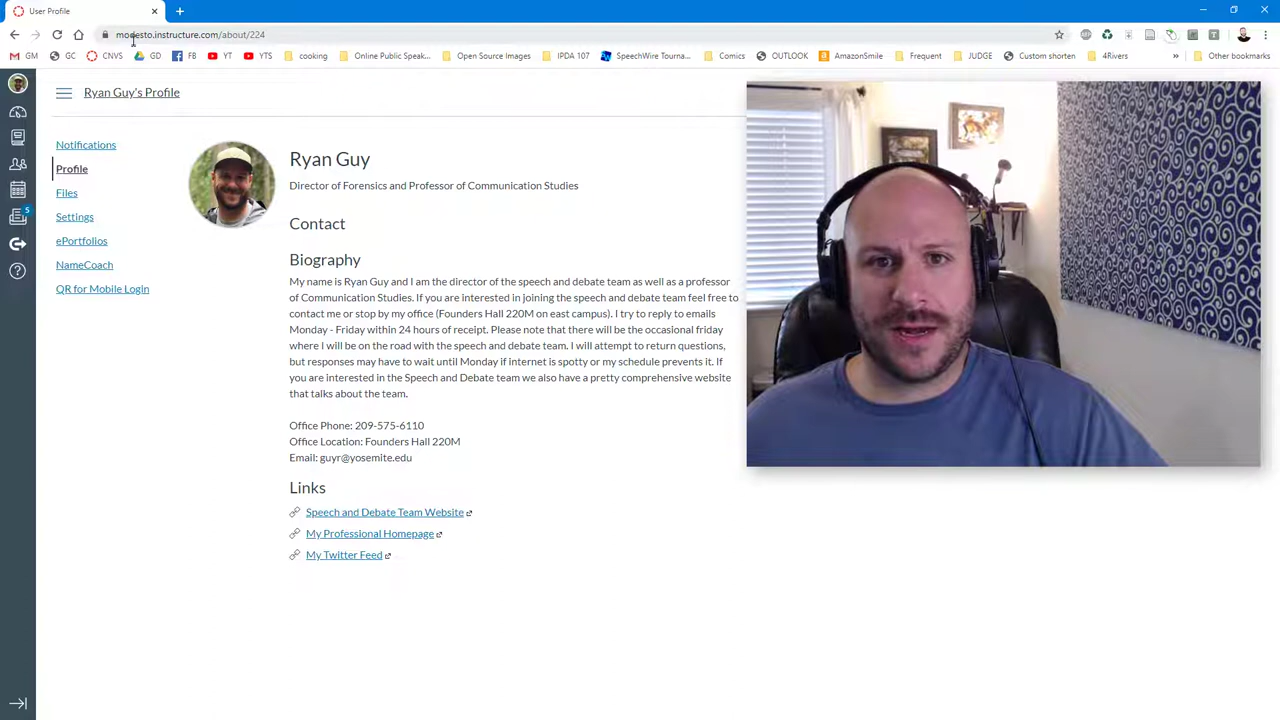 User Profile
modesto.instructure.com/about/224
GM
GC
CNVS
GD
FB
YT
YTS
cooking
Online Public Speak...
Open Source Images
IPDA 107
SpeechWire Tourna...
Comics
OUTLOOK
AmazonSmile
Frequent
JUDGE
Custom shorten
4Rivers
»
Other bookmarks
Ryan Guy's Profile
Notifications
Profile
Files
Settings
5
ePortfolios
NameCoach
QR for Mobile Login
Ryan Guy
Director of Forensics and Professor of Communication Studies
Contact
Biography
My name is Ryan Guy and I am the director of the speech and debate team as well as a professor
of Communication Studies. If you are interested in joining the speech and debate team feel free to
contact me or stop by my office (Founders Hall 220M on east campus). I try to reply to emails
Monday - Friday within 24 hours of receipt. Please note that there will be the occasional friday
where I will be on the road with the speech and debate team. I will attempt to return questions,
but responses may have to wait until Monday if internet is spotty or my schedule prevents it. If
you are interested in the Speech and Debate team we also have a pretty comprehensive website
that talks about the team.
Office Phone: 209-575-6110
Office Location: Founders Hall 220M
Email: guyr@yosemite.edu
Links
Speech and Debate Team Website
My Professional Homepage
My Twitter Feed